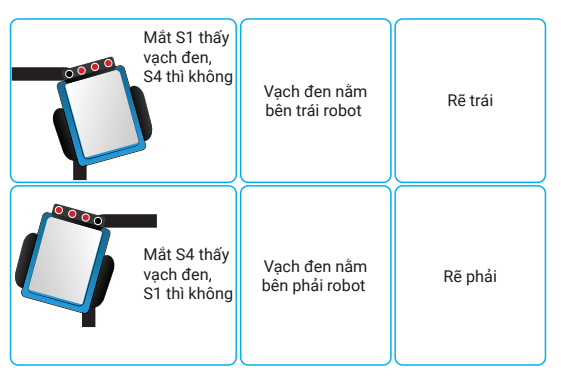 Mắt S1 thấy
vạch đen,
S4 thì không
Vạch đen nằm
bên trái robot
Rẽ trái
Mắt S4 thấy
vạch đen,
S1 thì không
Vạch đen nằm
bên phải robot
Rẽ phải